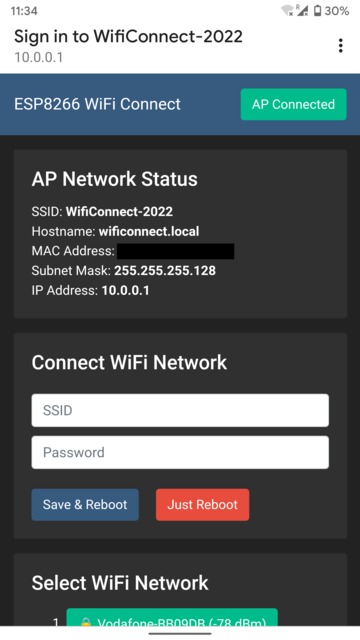 11:34
R
30%
Sign in to WifiConnect-2022
10.0.0.1
ESP8266 WiFi Connect
AP Connected
AP Network Status
SSID: WifiConnect-2022
Hostname: wificonnect.local
MAC Address:
Subnet Mask: 255.255.255.128
IP Address: 10.0.0.1
Connect WiFi Network
SSID
Password
Save & Reboot
Just Reboot
Select WiFi Network
1. Vodafone-BB09DB (-78 dBm)